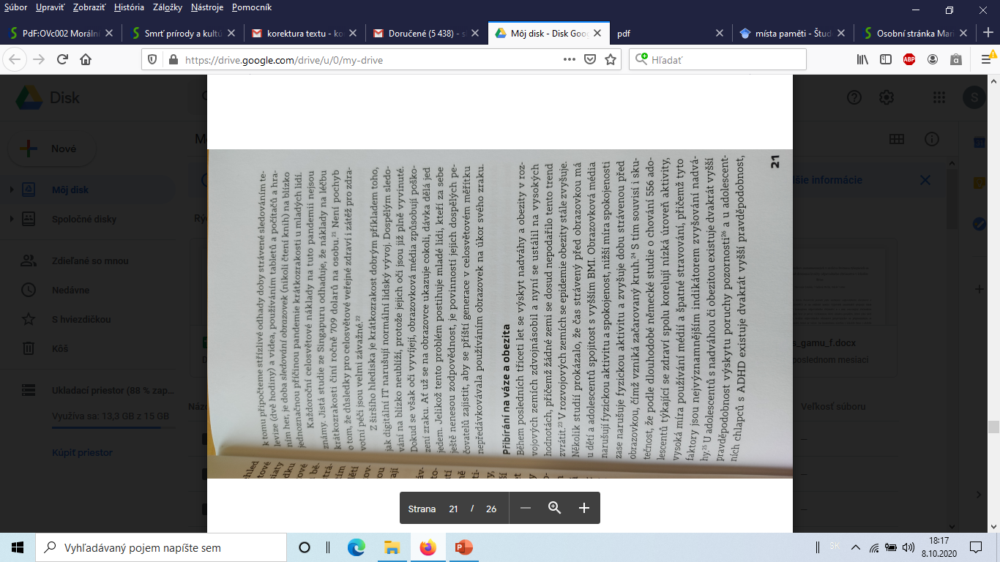 Súbor Upraviť Zobraziť História Záložky Nástroje Pomocník
PdF:OVc002 Moráln
Smrť prírody a kultú
korektura textu - ko
Doručené (5 438) - s
Môj disk - Disk Goo
pdf
místa paměti - Štud
Osobní stránka Mar
https://drive.google.com/drive/u/0/my-drive
Hľadať
Disk
Nové
Môj disk
Spoločné disky
Zdieľané so mnou
Nedávne
S hviezdičkou
Kôš
Ukladací priestor (88 % zap...
Využíva sa: 13,3 GB z 15 GB
Kúpiť priestor
S
ďšie informácie
s_gamu_f.docx
poslednom mesiaci
Veľkosť súboru
k tomu připočteme střízlivé odhady doby strávené sledováním te-
levize (dvě hodiny) a videa, používáním tabletů a počítačů a hra-
ním her, je doba sledování obrazovek (nikoli čtení knih) na blízko
jednoznačnou příčinou pandemie krátkozrakosti u mladých lidí.
Každoroční celosvětové náklady na tuto pandemii nejsou
známy. Jistá studie ze Singapuru odhaduje, že náklady na léčbu
krátkozrakosti činí ročně 709 dolarů na osobu.21 Není pochyb
o tom, že důsledky pro celosvětové veřejné zdraví i zátěž pro zdra-
votní péči jsou velmi závažné.22
Z širšího hlediska je krátkozrakost dobrým příkladem toho,
jak digitální IT narušují normální lidský vývoj. Dospělým sledo-
vání na blízko neublíží, protože jejich oči jsou již plně vyvinuté.
Dokud se však oči vyvíjejí, obrazovková média způsobují poško-
zení zraku. Ať už se na obrazovce ukazuje cokoli, dávka dělá jed
jedem. Jelikož tento problém postihuje mladé lidi, kteří za sebe
ještě nenesou zodpovědnost, je povinností jejich dospělých pe-
čovatelů zajistit, aby se příští generace v celosvětovém měřítku
nepředávkovávala používáním obrazovek na úkor svého zraku.
Přibírání na váze a obezita
Během posledních třiceti let se výskyt nadváhy a obezity v roz-
vojových zemích zdvojnásobil a nyní se ustálil na vysokých
hodnotách, přičemž žádné zemi se dosud nepodařilo tento trend
zvrátit.23 V rozvojových zemích se epidemie obezity stále zvyšuje.
Několik studií prokázalo, že čas strávený před obrazovkou má
u dětí a adolescentů spojitost s vyšším BMI. Obrazovková média
narušují fyzickou aktivitu a spokojenost, nižší míra spokojenosti
zase narušuje fyzickou aktivitu a zvyšuje dobu strávenou před
obrazovkou, čímž vzniká začarovaný kruh.24 S tím souvisí i sku-
tečnost, že podle dlouhodobé německé studie o chování 556 ado-
lescentů týkající se zdraví spolu korelují nízká úroveň aktivity,
vysoká míra používání médií a špatné stravování, přičemž tyto
faktory jsou nejvýznamnějším indikátorem zvyšování nadvá-
hy.25 U adolescentů s nadváhou či obezitou existuje dvakrát vyšší
pravděpodobnost výskytu poruchy pozornosti26 a u adolescent-
ních chlapců s ADHD existuje dvakrát vyšší pravděpodobnost,
21
Strana 21 / 26
Vyhľadávaný pojem napíšte sem
SK
18:17
8.10.2020